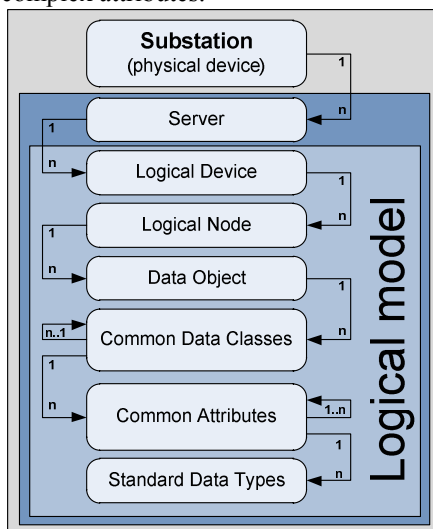 complex attributes.
Substation
(physical device)
1
n
Server
1
n
Logical Device
1
n
Logical Node
1
n
Data Object
1
n
Common Data Classes
n..1
1
n
Common Attributes
1..n
1
n
Standard Data Types
Logical model